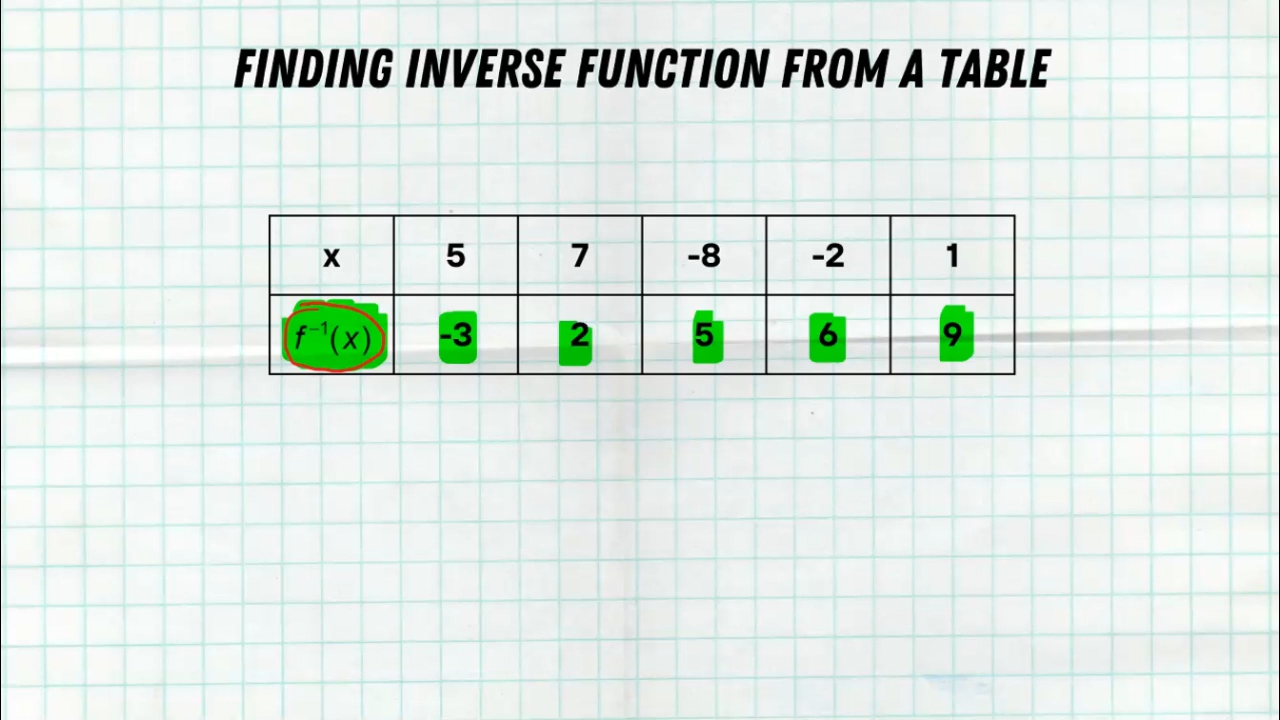 FINDING INVERSE FUNCTION FROM A TABLE
x 5 7 -8 -2 1
f⁻¹(x) -3 2 5 6 9